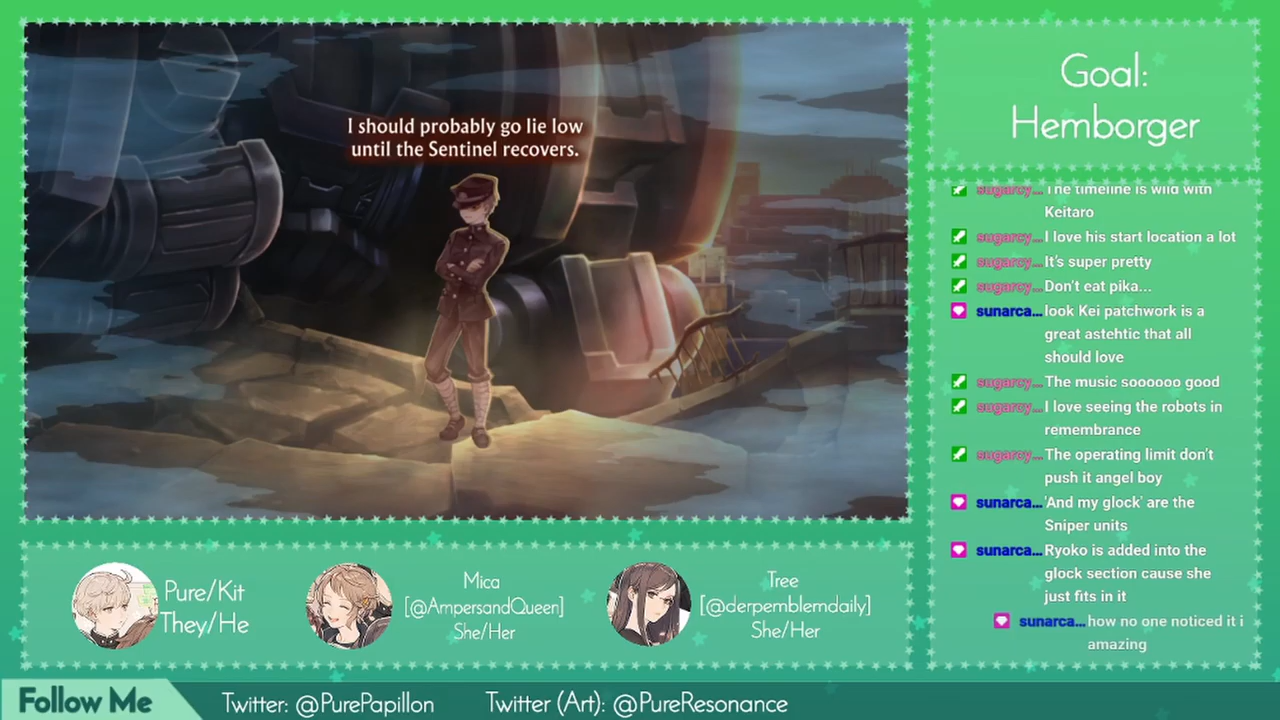 I should probably go lie low
until the Sentinel recovers.
Goal:
Hemborger
sugarcy... The timeline is wild with
Keitaro
sugarcy... I love his start location a lot
sugarcy... It's super pretty
sugarcy... Don't eat pika...
sunarca... look Kei patchwork is a
great astehtic that all
should love
sugarcy... The music soooooo good
sugarcy... I love seeing the robots in
remembrance
sugarcy... The operating limit don't
push it angel boy
sunarca... 'And my glock' are the
Sniper units
sunarca... Ryoko is added into the
glock section cause she
just fits in it
sunarca... how no one noticed it i
amazing
Pure/Kit
They/He
Mica
[@AmpersandQueen]
She/Her
Tree
[@derpemblemdaily]
She/Her
Follow Me
Twitter: @PurePapillon
Twitter (Art): @PureResonance